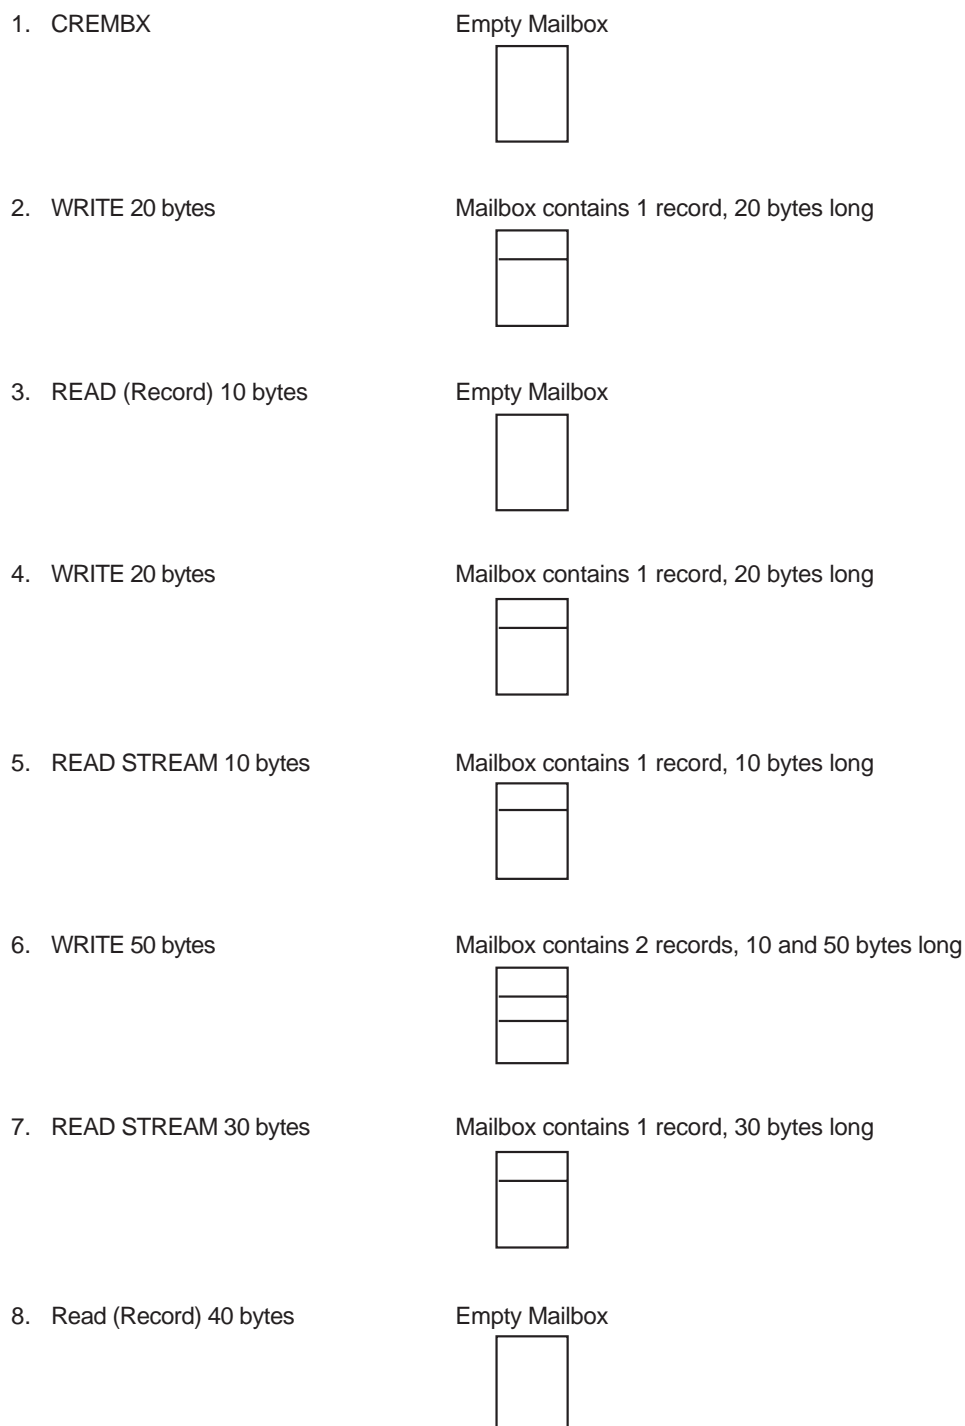 1. CREMBX Empty Mailbox
2. WRITE 20 bytes Mailbox contains 1 record, 20 bytes long
3. READ (Record) 10 bytes Empty Mailbox
4. WRITE 20 bytes Mailbox contains 1 record, 20 bytes long
5. READ STREAM 10 bytes Mailbox contains 1 record, 10 bytes long
6. WRITE 50 bytes Mailbox contains 2 records, 10 and 50 bytes long
7. READ STREAM 30 bytes Mailbox contains 1 record, 30 bytes long
8. Read (Record) 40 bytes Empty Mailbox